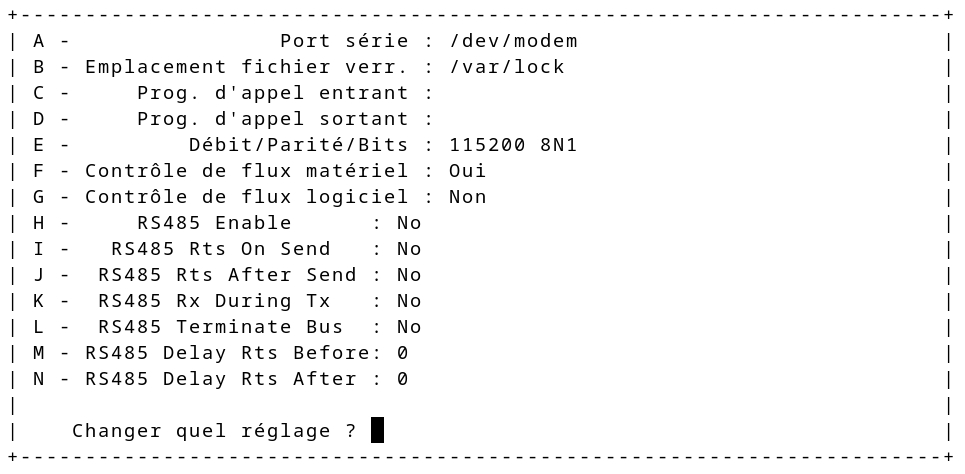 +-----------------------------------------------------------------------+
| A -                Port série : /dev/modem                            |
| B - Emplacement fichier verr. : /var/lock                             |
| C -     Prog. d'appel entrant :                                       |
| D -     Prog. d'appel sortant :                                       |
| E -         Débit/Parité/Bits : 115200 8N1                            |
| F - Contrôle de flux matériel : Oui                                   |
| G - Contrôle de flux logiciel : Non                                   |
| H -     RS485 Enable      : No                                        |
| I -   RS485 Rts On Send   : No                                        |
| J -  RS485 Rts After Send : No                                        |
| K -  RS485 Rx During Tx   : No                                        |
| L -  RS485 Terminate Bus  : No                                        |
| M - RS485 Delay Rts Before: 0                                         |
| N - RS485 Delay Rts After : 0                                         |
|                                                                       |
|    Changer quel réglage ?                                             |
+-----------------------------------------------------------------------+